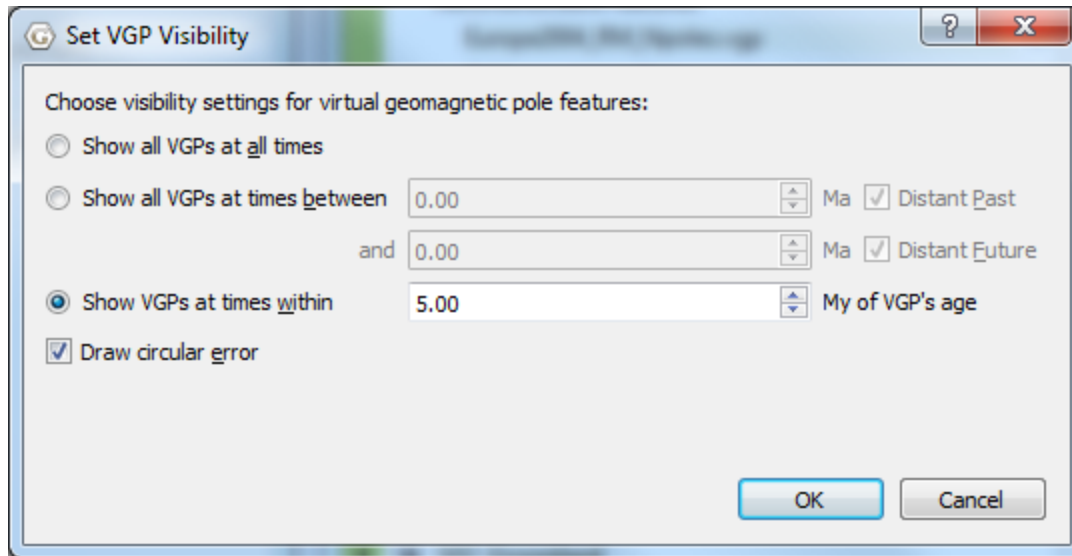 Set VGP Visibility
Choose visibility settings for virtual geomagnetic pole features:
Show all VGPs at all times
Show all VGPs at times between 0.00 Ma Distant Past
and 0.00 Ma Distant Future
Show VGPs at times within 5.00 My of VGP's age
Draw circular error
OK Cancel